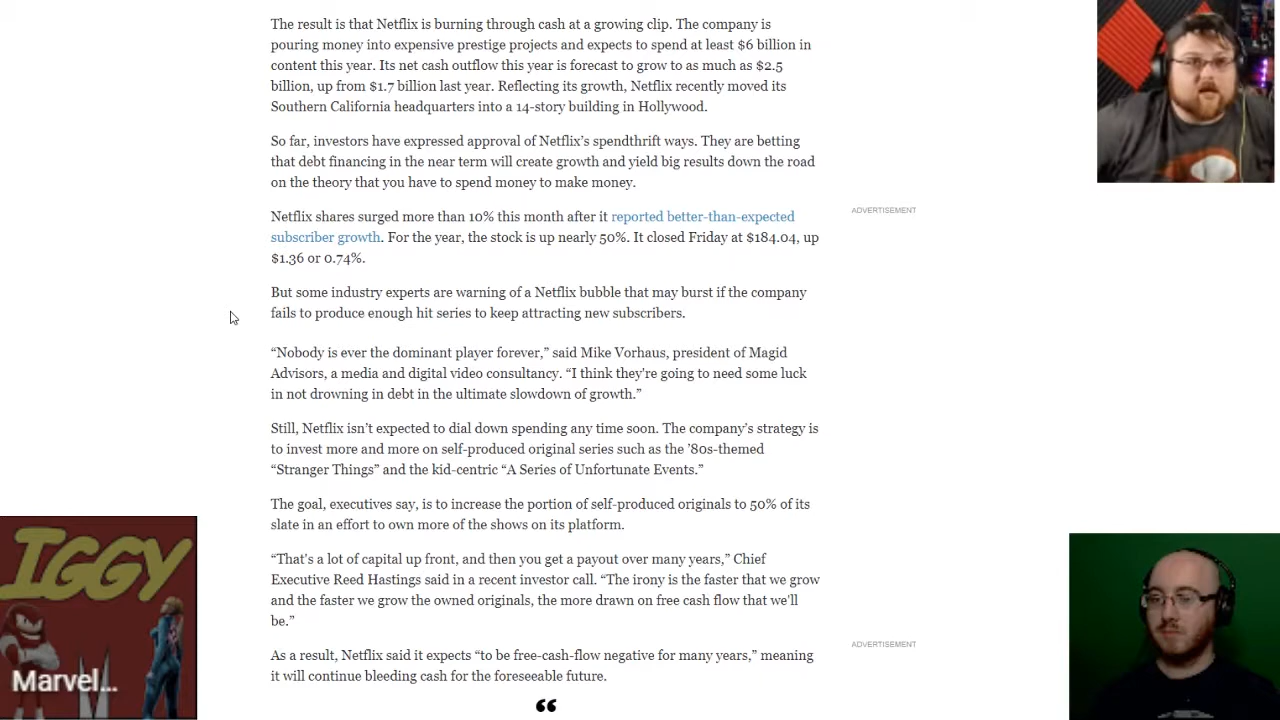 The result is that Netflix is burning through cash at a growing clip. The company is
pouring money into expensive prestige projects and expects to spend at least $6 billion in
content this year. Its net cash outflow this year is forecast to grow to as much as $2.5
billion, up from $1.7 billion last year. Reflecting its growth, Netflix recently moved its
Southern California headquarters into a 14-story building in Hollywood.
So far, investors have expressed approval of Netflix’s spendthrift ways. They are betting
that debt financing in the near term will create growth and yield big results down the road
on the theory that you have to spend money to make money.
Netflix shares surged more than 10% this month after it reported better-than-expected
subscriber growth. For the year, the stock is up nearly 50%. It closed Friday at $184.04, up
$1.36 or 0.74%.
But some industry experts are warning of a Netflix bubble that may burst if the company
fails to produce enough hit series to keep attracting new subscribers.
“Nobody is ever the dominant player forever,” said Mike Vorhaus, president of Magid
Advisors, a media and digital video consultancy. “I think they're going to need some luck
in not drowning in debt in the ultimate slowdown of growth.”
Still, Netflix isn’t expected to dial down spending any time soon. The company's strategy is
to invest more and more on self-produced original series such as the ’80s-themed
“Stranger Things” and the kid-centric “A Series of Unfortunate Events.”
The goal, executives say, is to increase the portion of self-produced originals to 50% of its
slate in an effort to own more of the shows on its platform.
“That's a lot of capital up front, and then you get a payout over many years,” Chief
Executive Reed Hastings said in a recent investor call. “The irony is the faster that we grow
and the faster we grow the owned originals, the more drawn on free cash flow that we'll
be.”
As a result, Netflix said it expects “to be free-cash-flow negative for many years,” meaning
it will continue bleeding cash for the foreseeable future.
“
ADVERTISEMENT
ADVERTISEMENT
IGGY
Marvel...